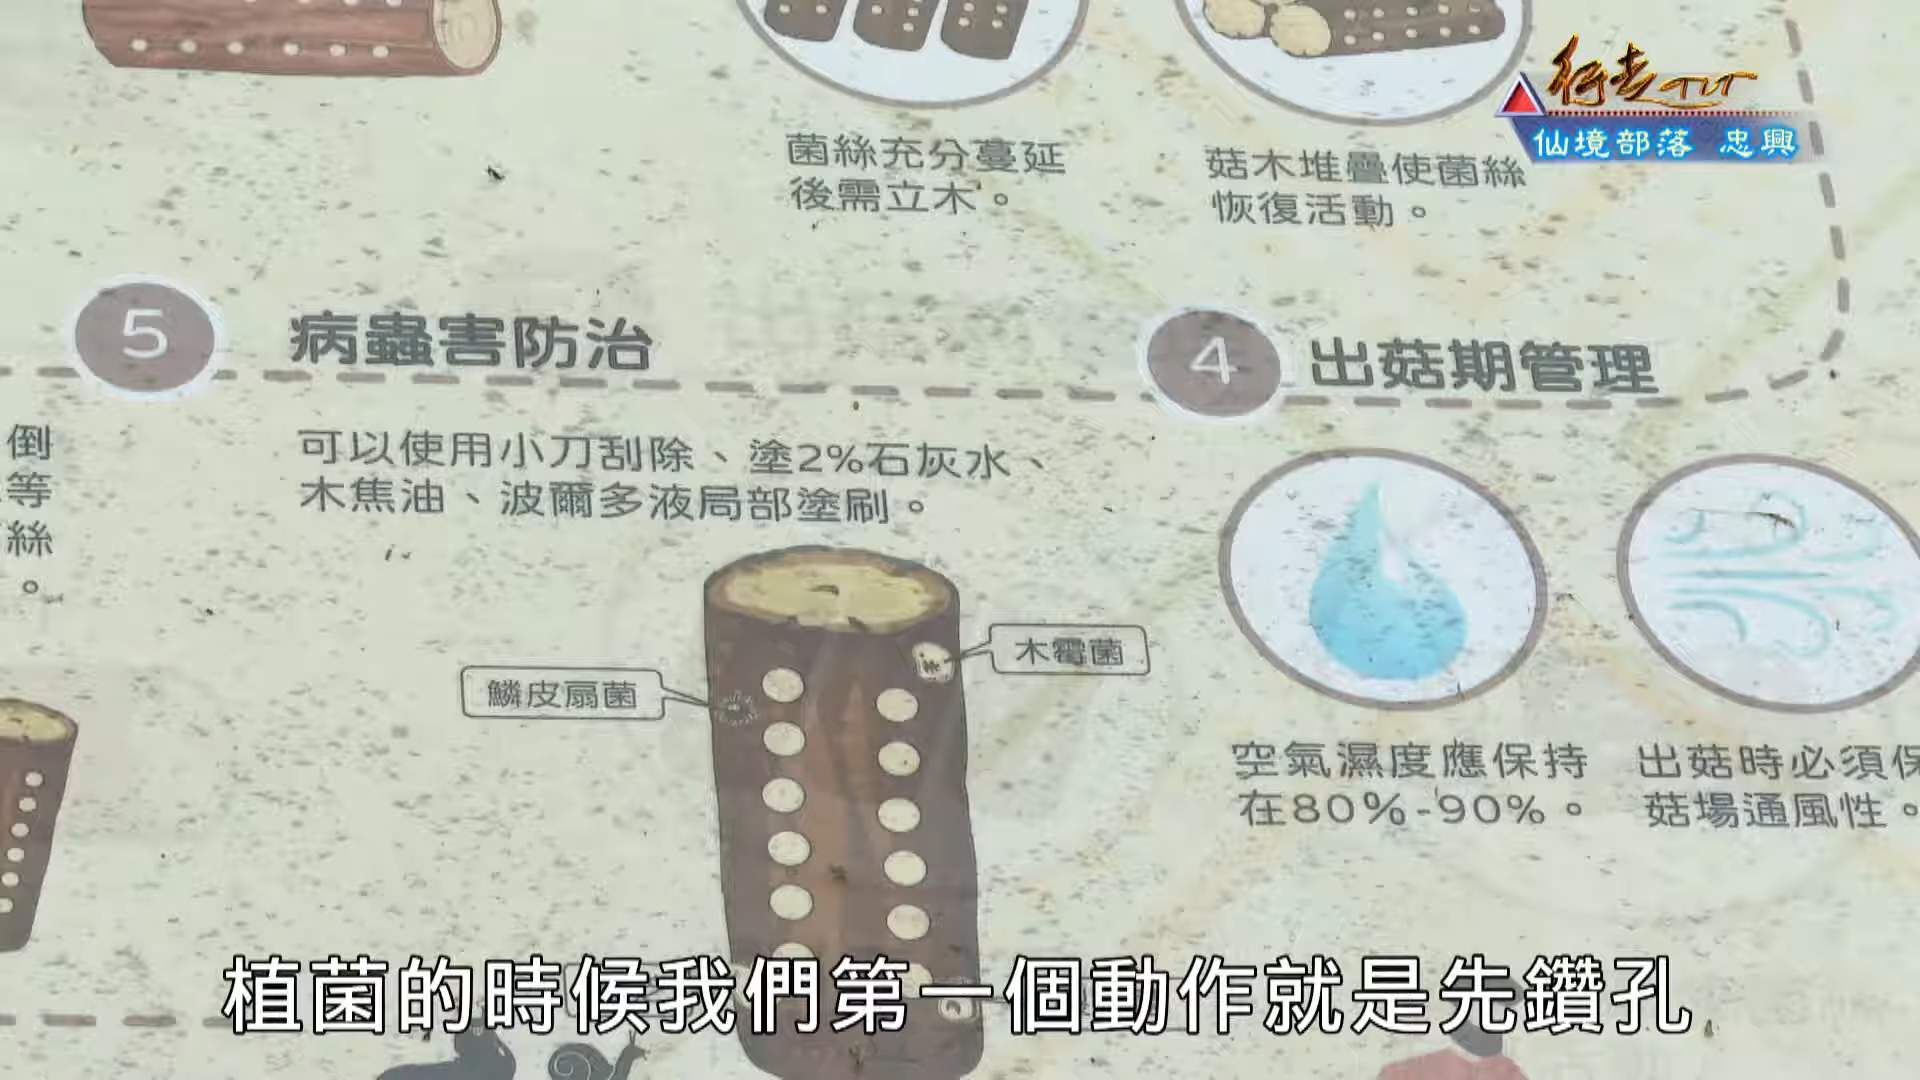 行走TIT
仙境部落 忠興
菌絲充分蔓延
後需立木。
菇木堆疊使菌絲
恢復活動。
5
病蟲害防治
4
出菇期管理
倒
等
絲
。
可以使用小刀刮除、塗2%石灰水、
木焦油、波爾多液局部塗刷。
鱗皮扇菌
木霉菌
空氣濕度應保持
在80%-90%。
出菇時必須保
菇場通風性。
植菌的時候我們第一個動作就是先鑽孔